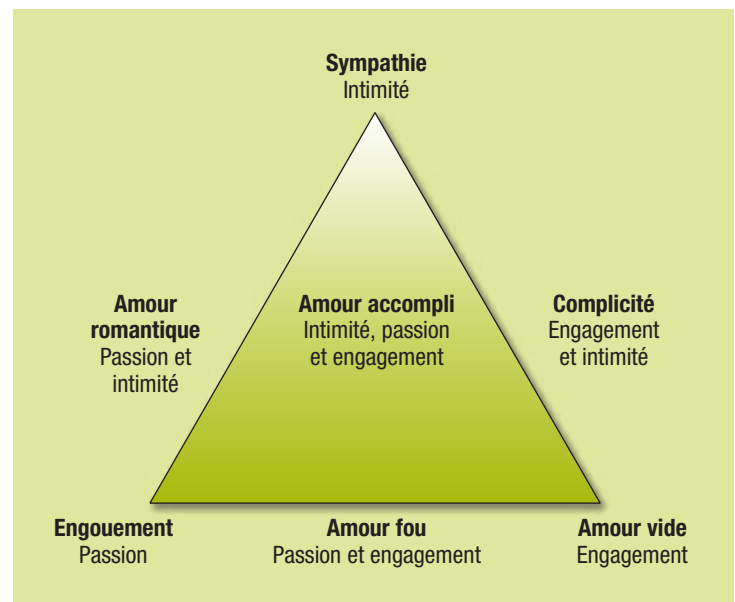 Sympathie
Intimité
Amour
romantique
Passion et
intimité
Amour accompli
Intimité, passion
et engagement
Complicité
Engagement
et intimité
Engouement
Passion
Amour fou
Passion et engagement
Amour vide
Engagement